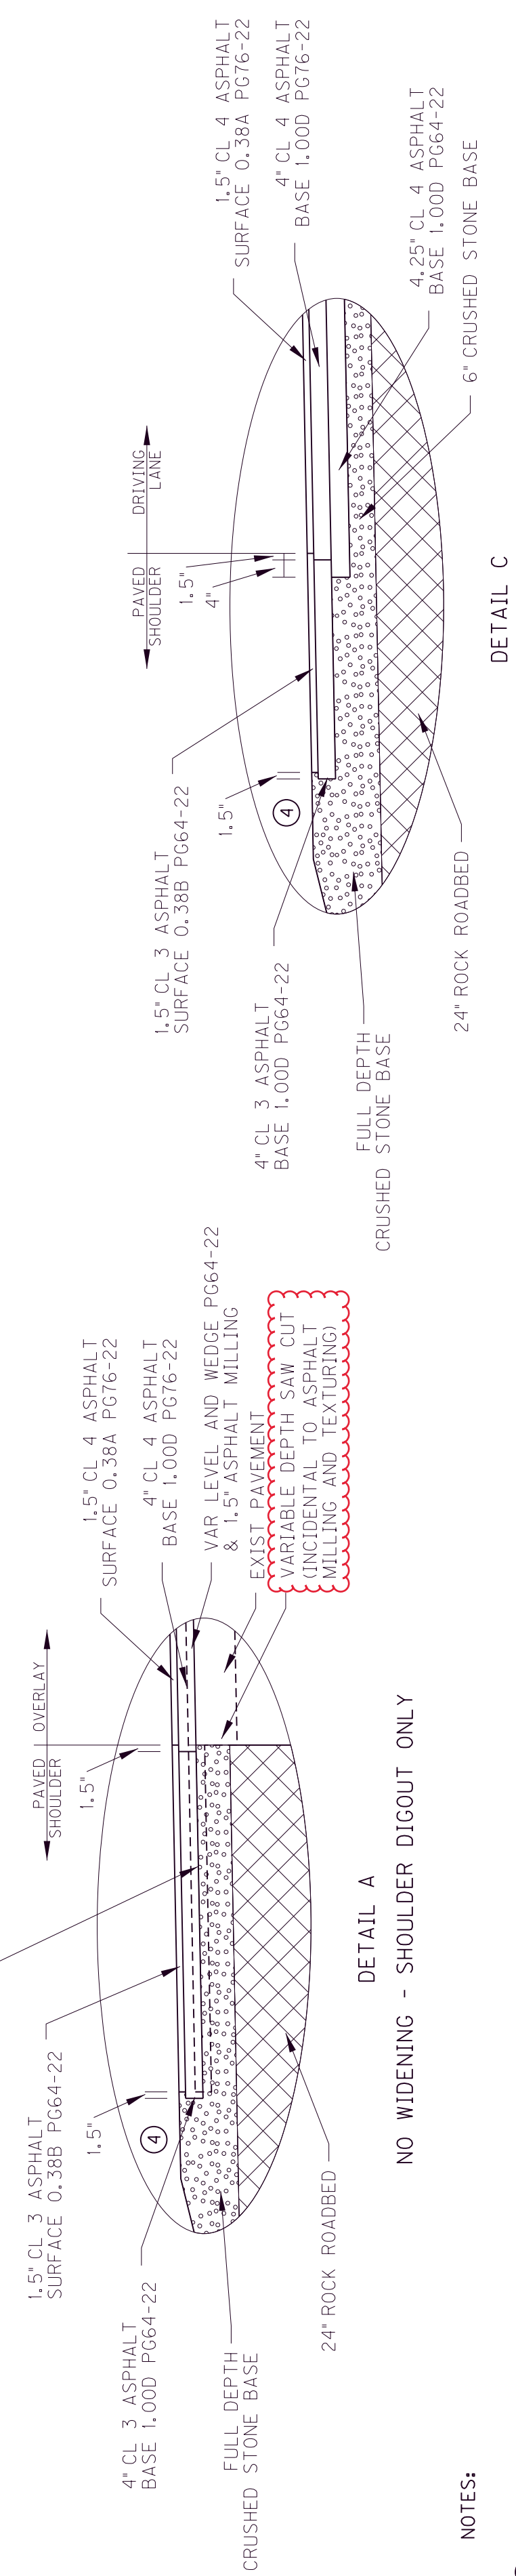 PAVED
SHOULDER
OVERLAY
1.5"
1.5" CL 3 ASPHALT
SURFACE 0.38B PG64-22
1.5"
4
4" CL 3 ASPHALT
BASE 1.00D PG64-22
FULL DEPTH
CRUSHED STONE BASE
24" ROCK ROADBED
1.5" CL 4 ASPHALT
SURFACE 0.38A PG76-22
4" CL 4 ASPHALT
BASE 1.00D PG76-22
VAR LEVEL AND WEDGE PG64-22
& 1.5" ASPHALT MILLING
EXIST PAVEMENT
VARIABLE DEPTH SAW CUT
(INCIDENTAL TO ASPHALT
MILLING AND TEXTURING)
DETAIL A
NO WIDENING - SHOULDER DIGOUT ONLY
NOTES:
PAVED
SHOULDER
DRIVING
LANE
1.5"
4"
1.5" CL 3 ASPHALT
SURFACE 0.38B PG64-22
1.5"
4
4" CL 3 ASPHALT
BASE 1.00D PG64-22
FULL DEPTH
CRUSHED STONE BASE
24" ROCK ROADBED
1.5" CL 4 ASPHALT
SURFACE 0.38A PG76-22
4" CL 4 ASPHALT
BASE 1.00D PG76-22
4.25" CL 4 ASPHALT
BASE 1.00D PG64-22
6" CRUSHED STONE BASE
DETAIL C